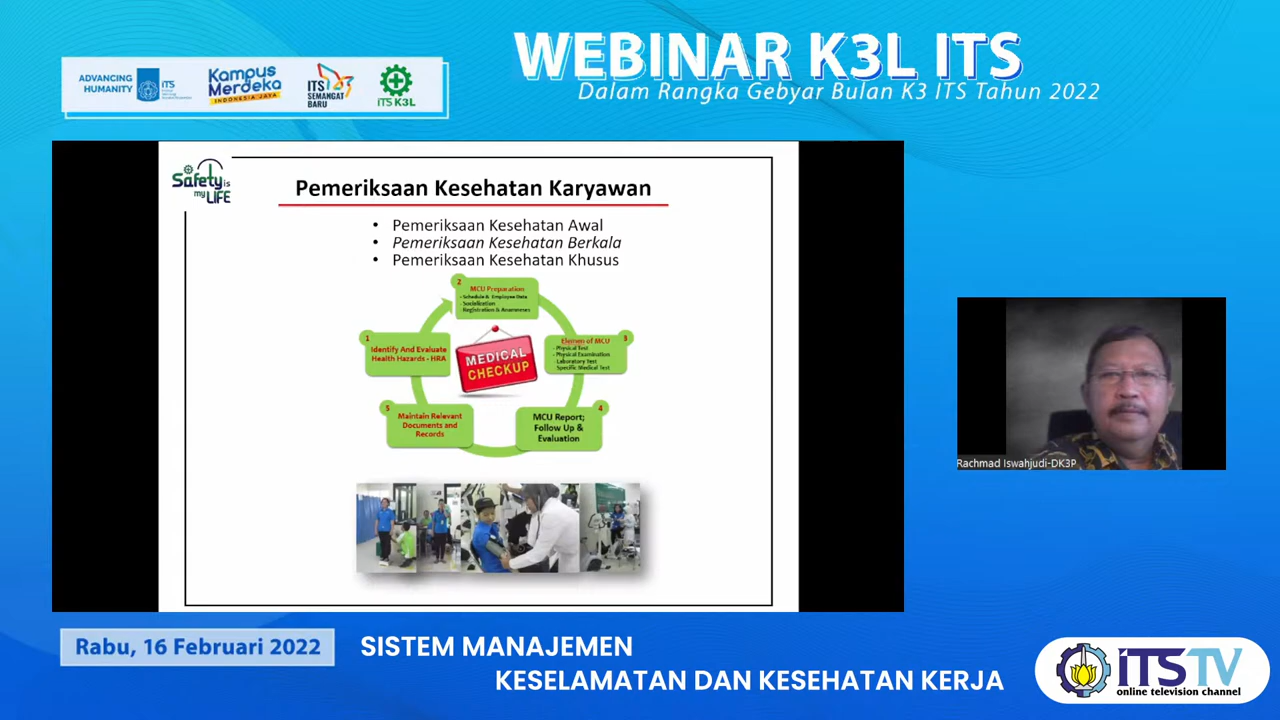 ADVANCING
HUMANITY
ITS
Kampus
Merdeka
INDONESIA JAYA
ITS
SEMANGAT
BARU
ITS K3L
WEBINAR K3L ITS
Dalam Rangka Gebyar Bulan K3 ITS Tahun 2022
Safety is
my LIFE
Pemeriksaan Kesehatan Karyawan
• Pemeriksaan Kesehatan Awal
• Pemeriksaan Kesehatan Berkala
• Pemeriksaan Kesehatan Khusus
1
Identify And Evaluate
Health Hazards - HRA
2
MCU Preparation
- Schedule & Employee Data
- Socialization
Registration & Anamneses
3
Elemen of MCU
- Physical Test
- Physical Examination
- Laboratory Test
Specific Medical Test
4
MCU Report;
Follow Up &
Evaluation
5
Maintain Relevant
Documents and
Records
MEDICAL
CHECKUP
Rachmad Iswahjudi-DK3P
Rabu, 16 Februari 2022
SISTEM MANAJEMEN
KESELAMATAN DAN KESEHATAN KERJA
iTSTV
online television channel